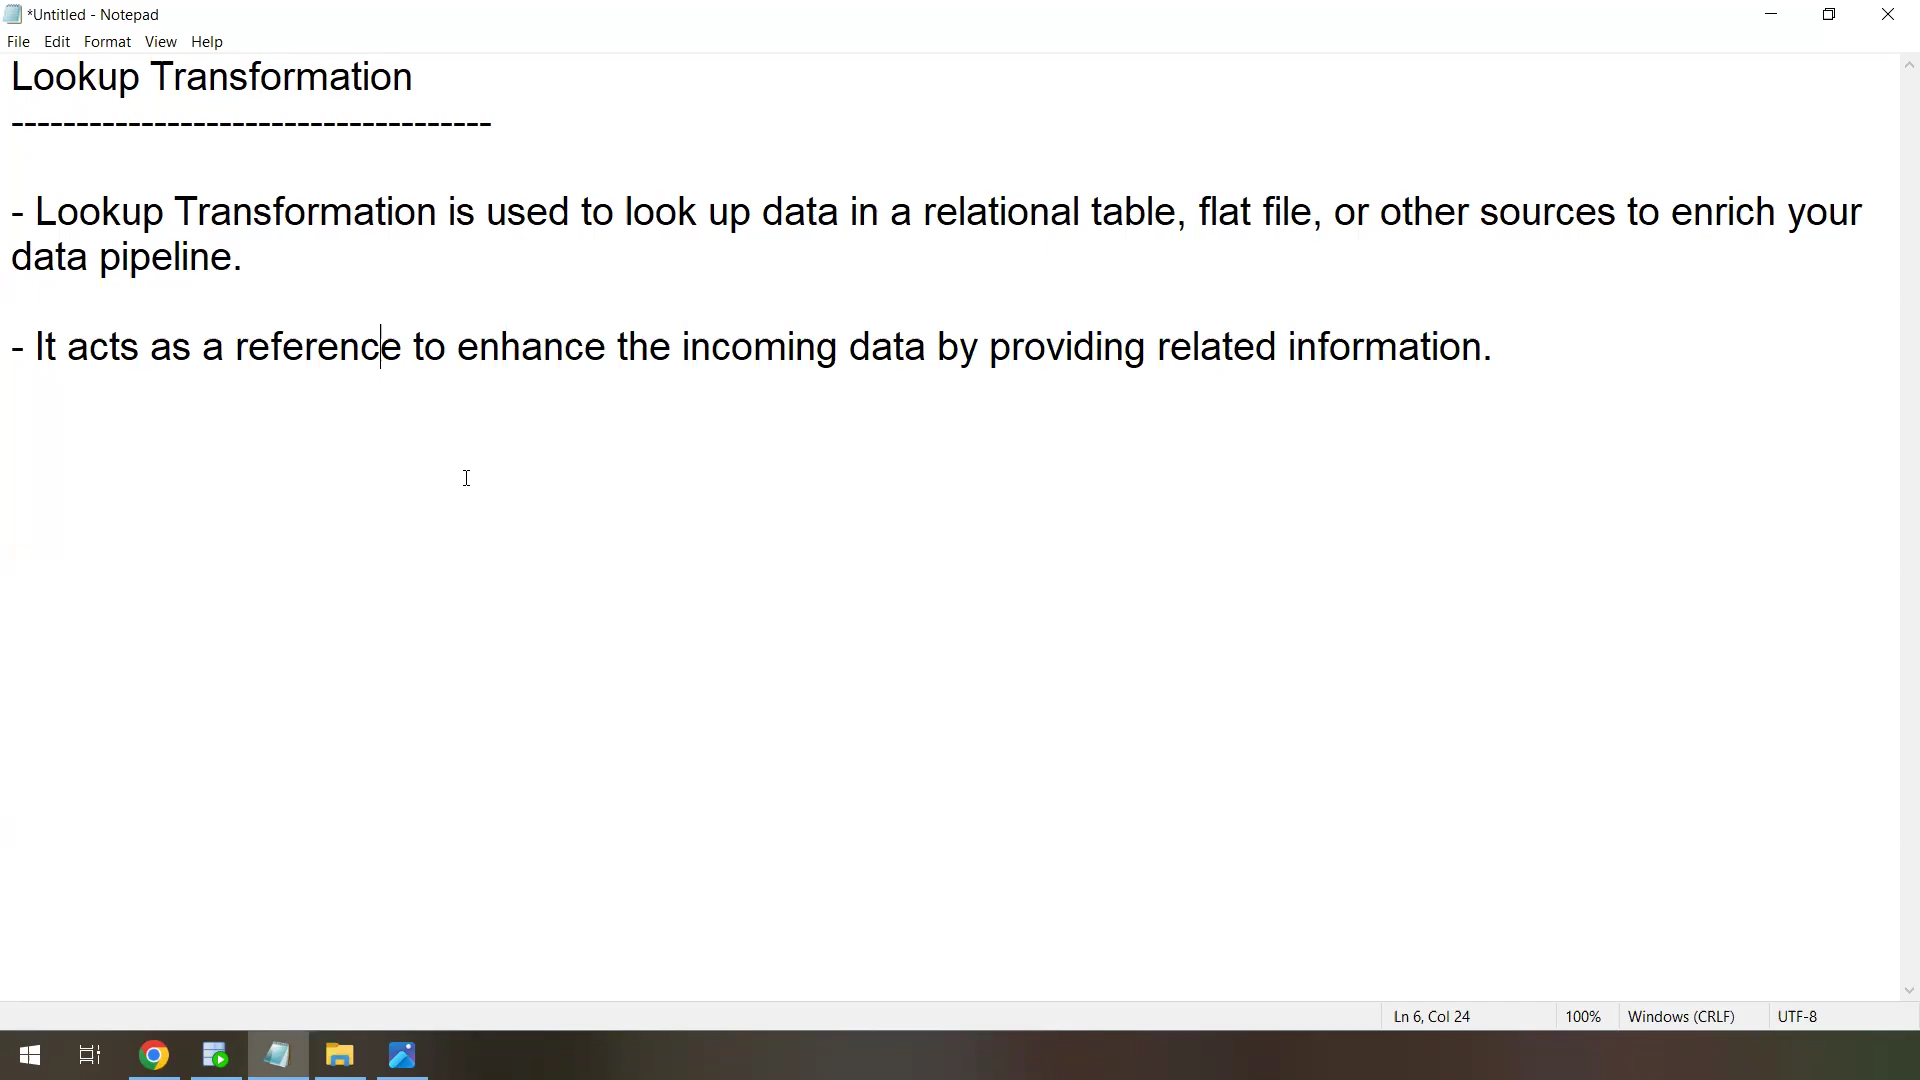 *Untitled - Notepad
File Edit Format View Help
Lookup Transformation
-------------------------------------
- Lookup Transformation is used to look up data in a relational table, flat file, or other sources to enrich your
data pipeline.
- It acts as a reference to enhance the incoming data by providing related information.
Ln 6, Col 24 100% Windows (CRLF) UTF-8